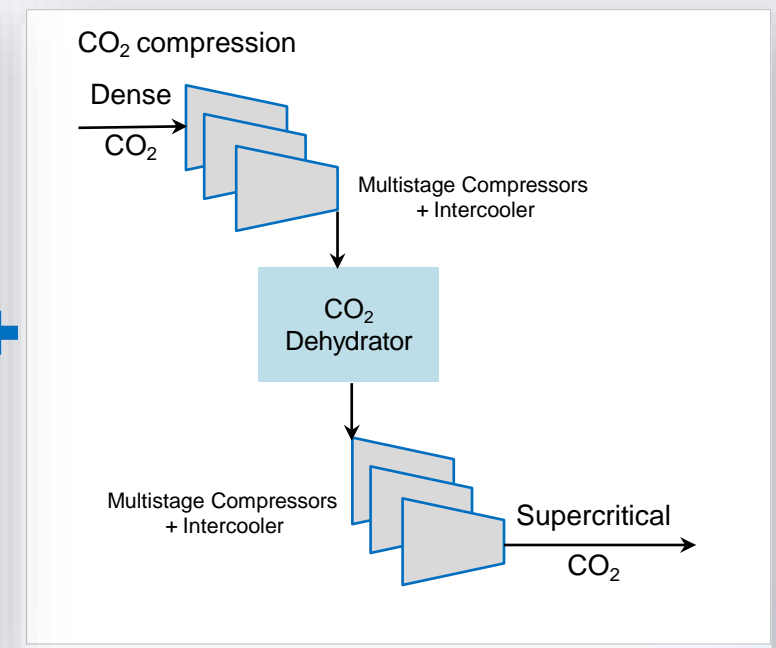 CO₂ compression
Dense
CO₂
Multistage Compressors
+ Intercooler
CO₂
Dehydrator
Multistage Compressors
+ Intercooler
Supercritical
CO₂